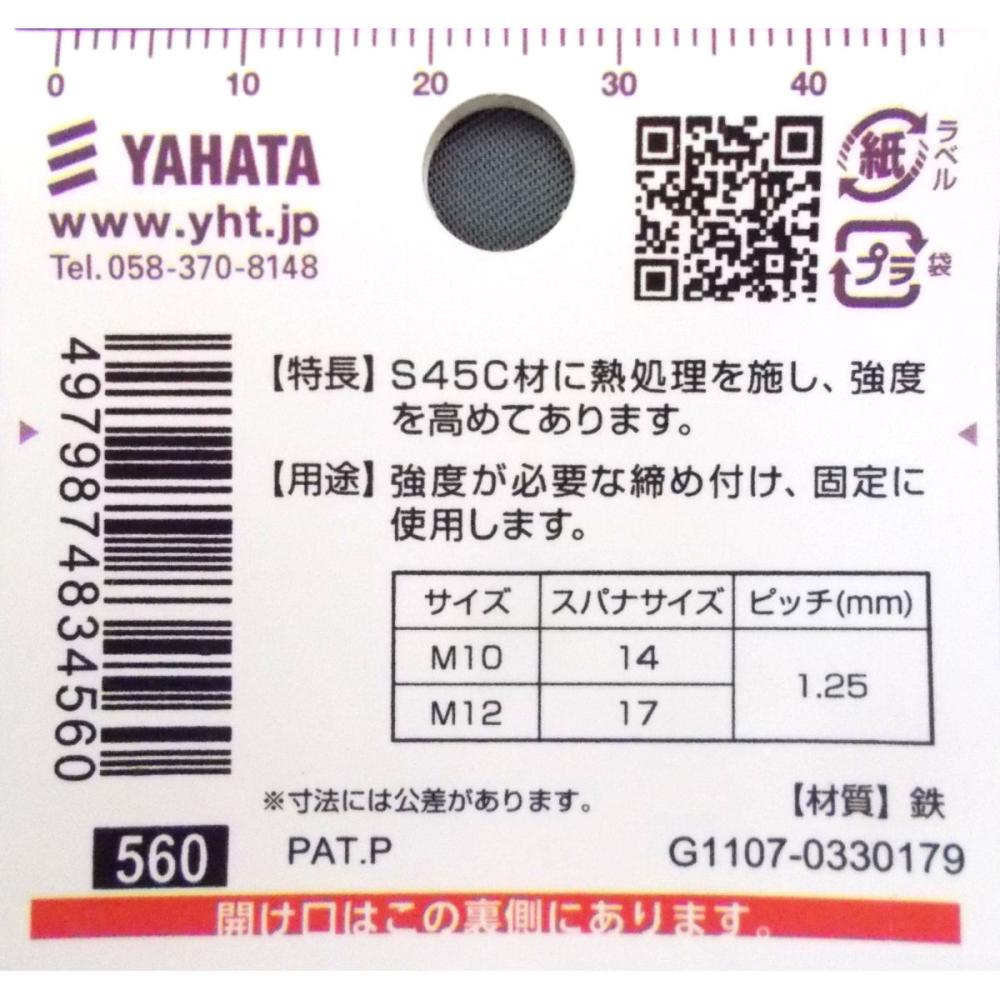 0 10 20 30 40
YAHATA
www.yht.jp
Tel.058-370-8148
紙
ラベル
プラ
袋
4979874834560
【特長】S45C材に熱処理を施し、強度
を高めてあります。
【用途】強度が必要な締め付け、固定に
使用します。
サイズ スパナサイズ ピッチ(mm)
M10 14 1.25
M12 17
※寸法には公差があります。
【材質】鉄
560
PAT.P
G1107-0330179
開け口はこの裏側にあります。